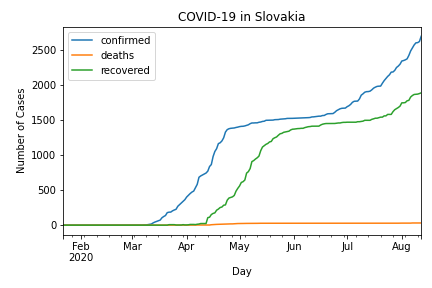 COVID-19 in Slovakia
confirmed
deaths
recovered
Number of Cases
2500
2000
1500
1000
500
0
Feb Mar Apr May Jun Jul Aug
2020
Day